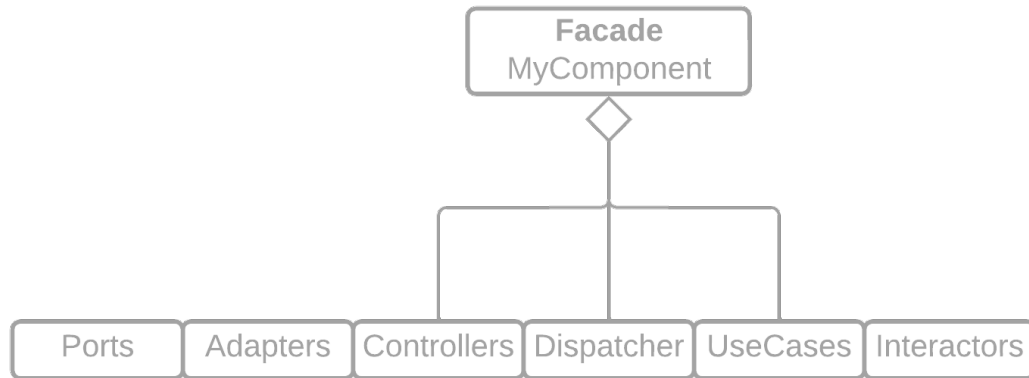 Facade
MyComponent
Ports Adapters Controllers Dispatcher UseCases Interactors